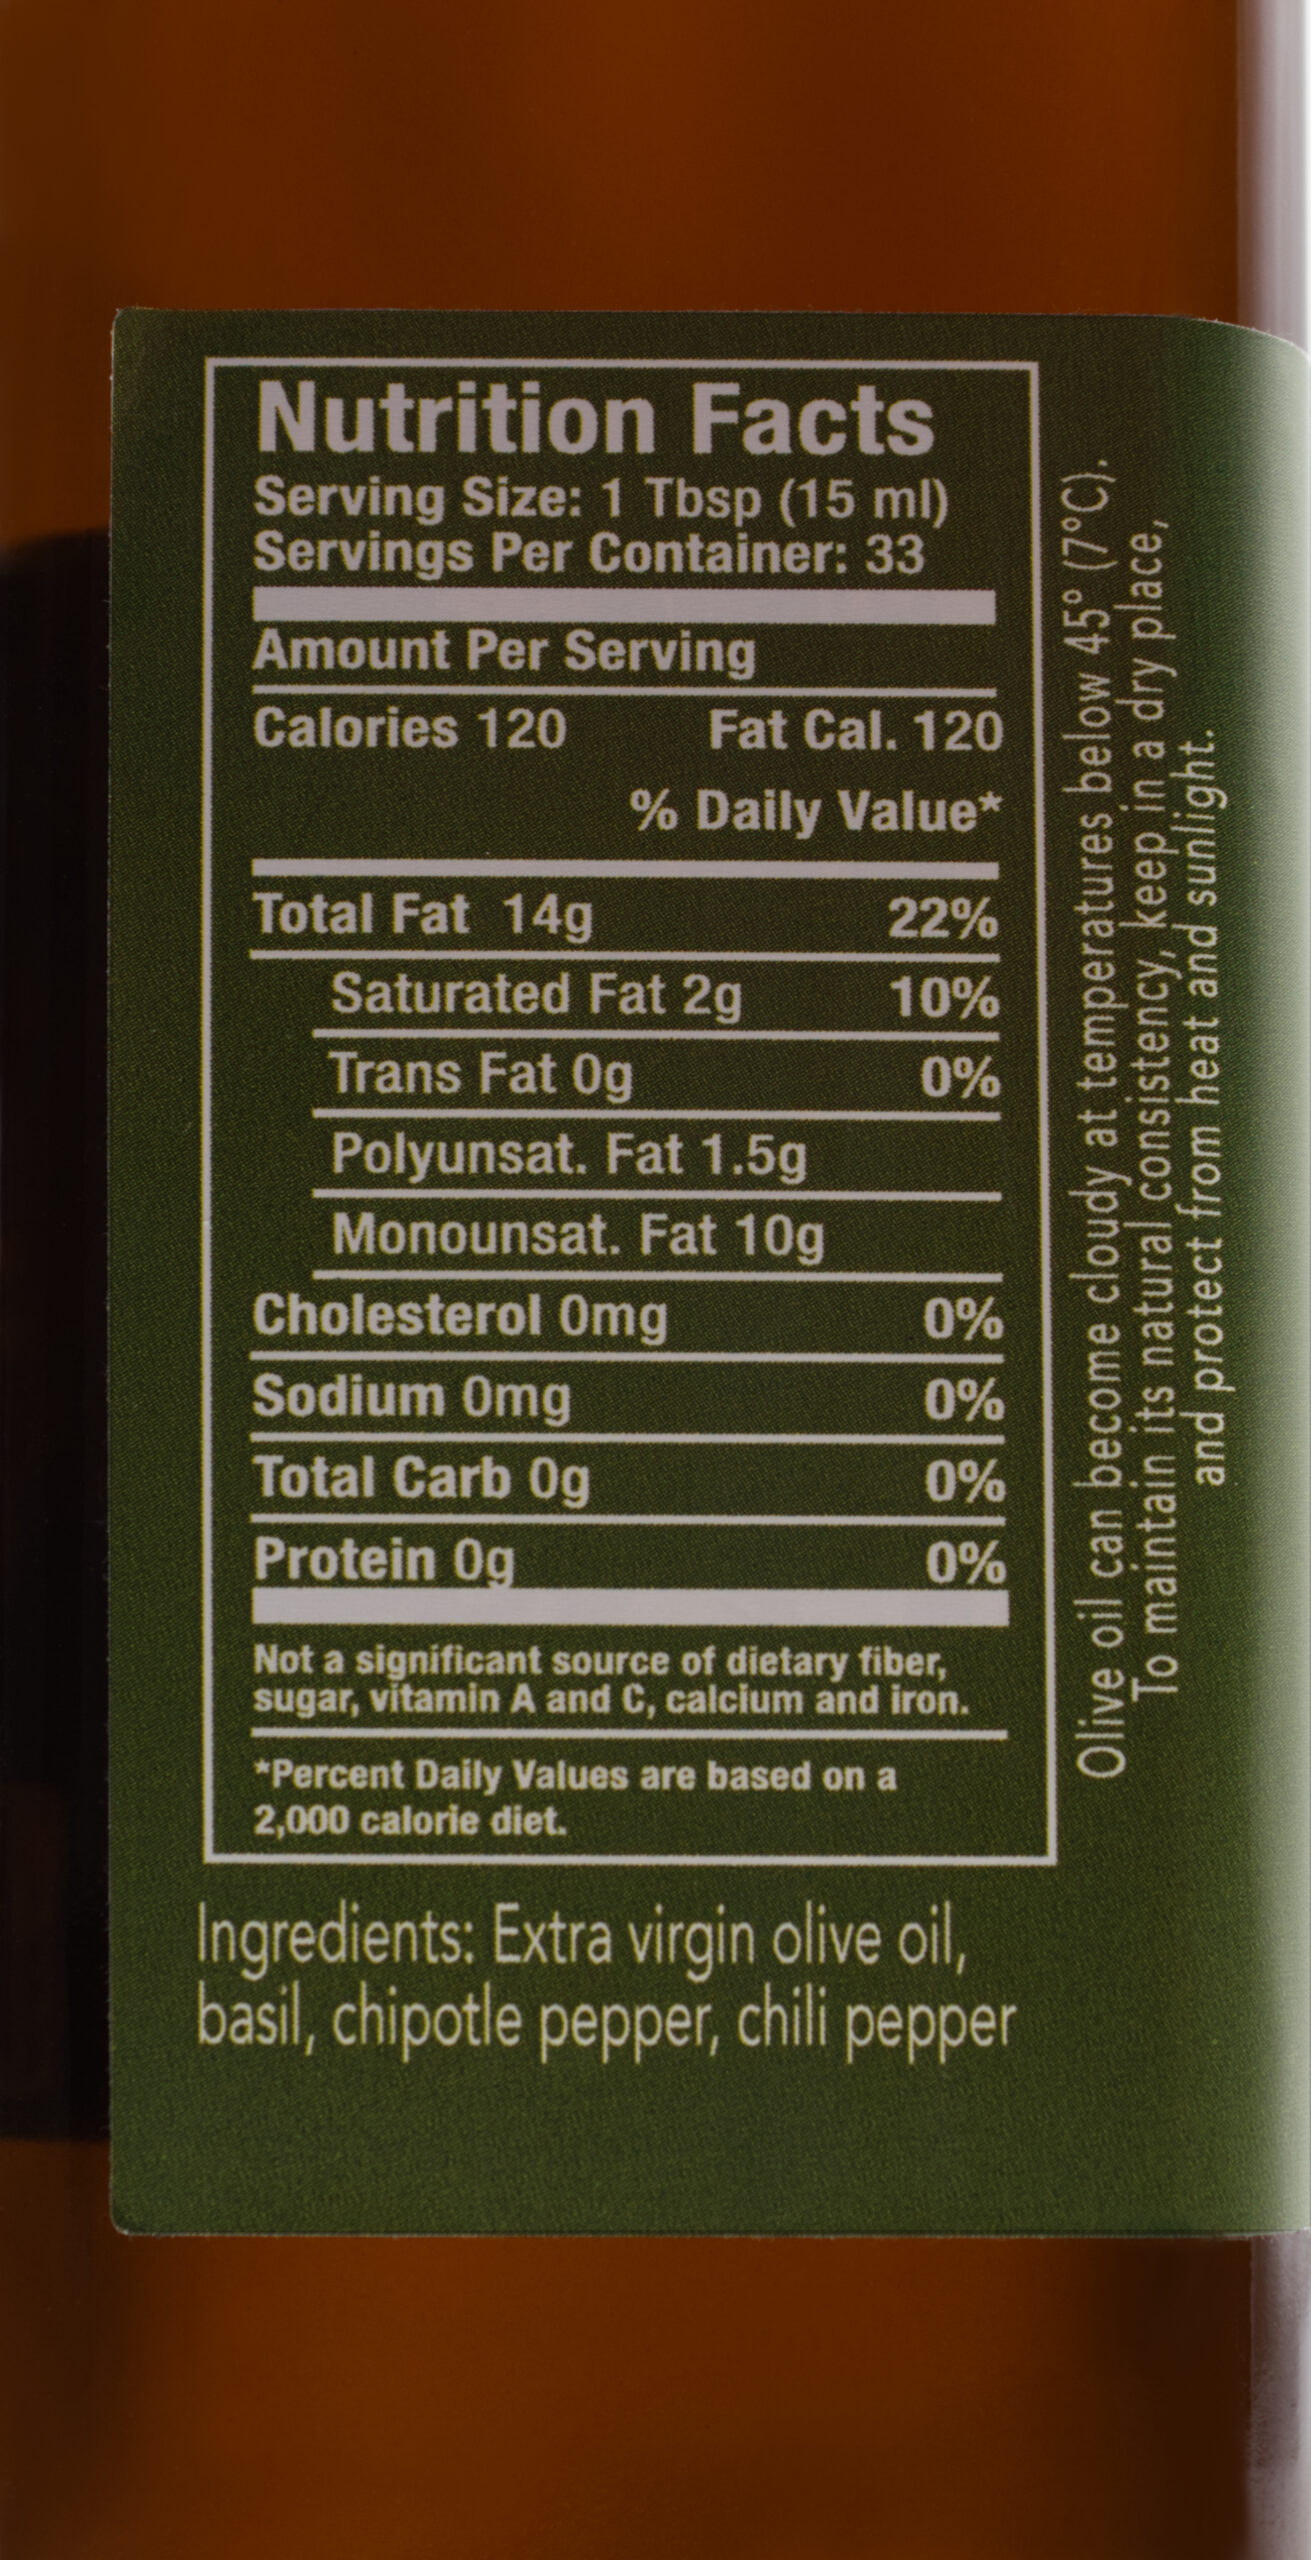 Nutrition Facts
Serving Size: 1 Tbsp (15 ml)
Servings Per Container: 33
Amount Per Serving
Calories 120 Fat Cal. 120
% Daily Value*
Total Fat 14g 22%
Saturated Fat 2g 10%
Trans Fat 0g 0%
Polyunsat. Fat 1.5g
Monounsat. Fat 10g
Cholesterol 0mg 0%
Sodium 0mg 0%
Total Carb 0g 0%
Protein 0g 0%
Not a significant source of dietary fiber,
sugar, vitamin A and C, calcium and iron.
*Percent Daily Values are based on a
2,000 calorie diet.
Ingredients: Extra virgin olive oil,
basil, chipotle pepper, chili pepper
Olive oil can become cloudy at temperatures below 45° (7°C).
To maintain its natural consistency, keep in a dry place,
and protect from heat and sunlight.